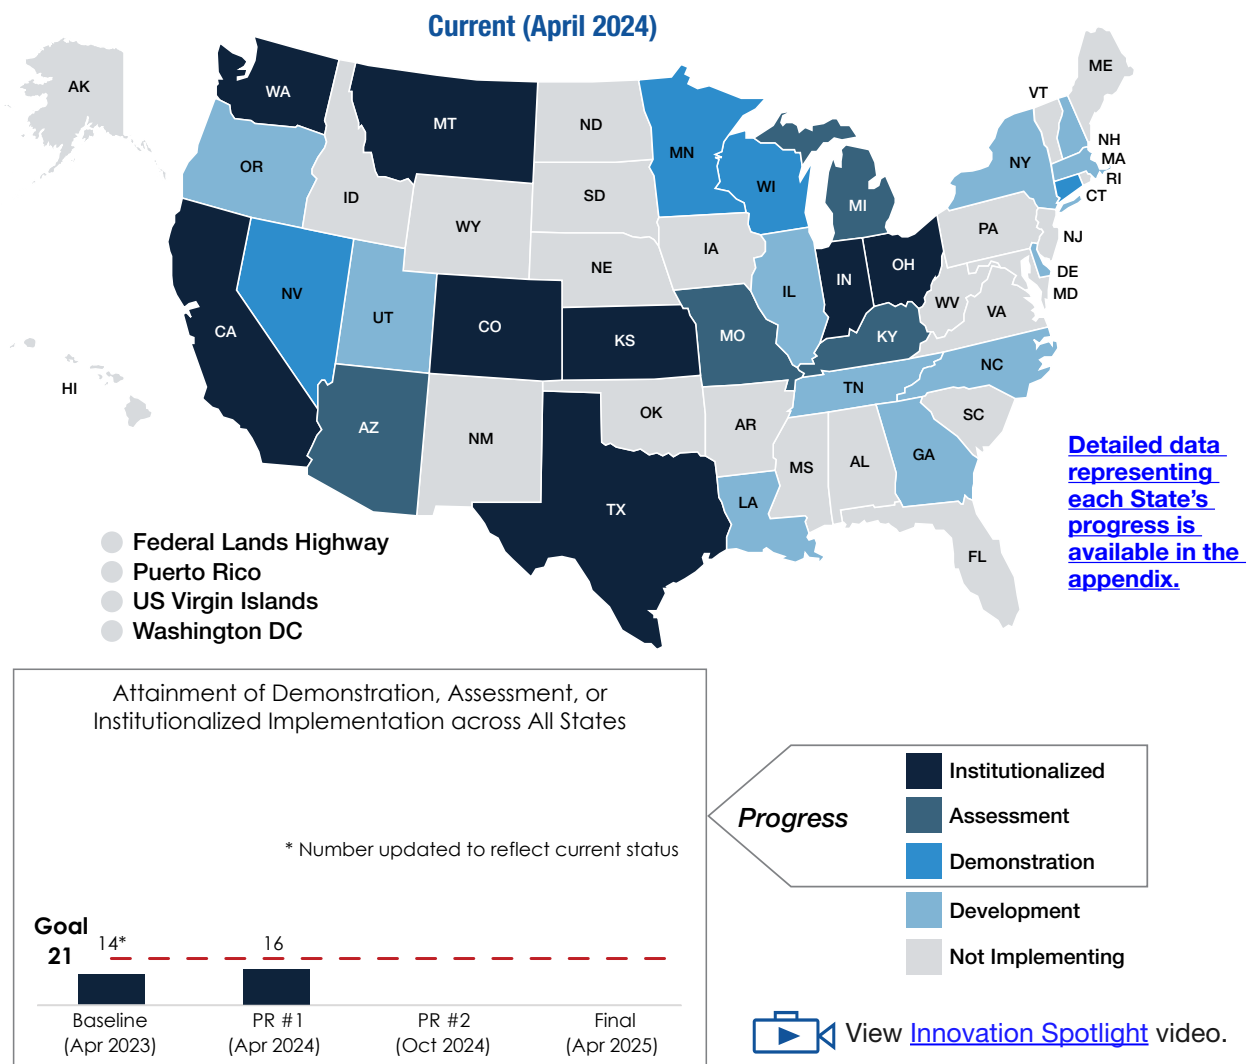 Current (April 2024)
AK
WA
MT
ND
MN
ME
VT
NH
MA
RI
CT
NY
OR
ID
SD
WI
MI
WY
PA
NJ
IA
NE
DE
MD
OH
IN
IL
WV
VA
NV
UT
CA
CO
KS
MO
KY
NC
TN
HI
AZ
NM
OK
AR
SC
MS
AL
GA
LA
TX
FL
Detailed data
representing
each State’s
progress is
available in the
appendix.
Federal Lands Highway
Puerto Rico
US Virgin Islands
Washington DC
Attainment of Demonstration, Assessment, or
Institutionalized Implementation across All States
* Number updated to reflect current status
Goal
21
14*
16
Baseline
(Apr 2023)
PR #1
(Apr 2024)
PR #2
(Oct 2024)
Final
(Apr 2025)
Progress
Institutionalized
Assessment
Demonstration
Development
Not Implementing
View Innovation Spotlight video.